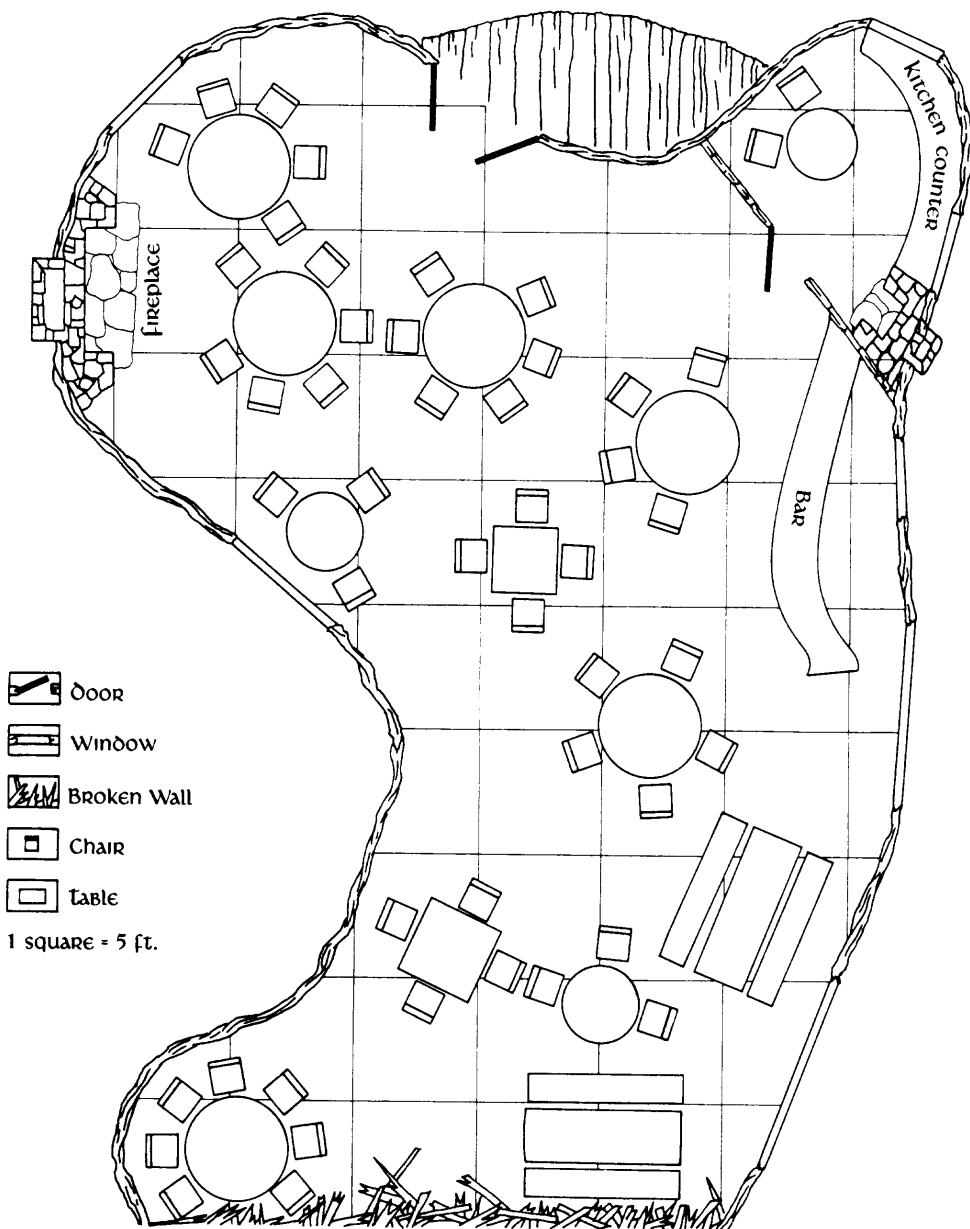 kitchen counter
fireplace
Bar
Door
Window
Broken Wall
Chair
table
1 square = 5 ft.